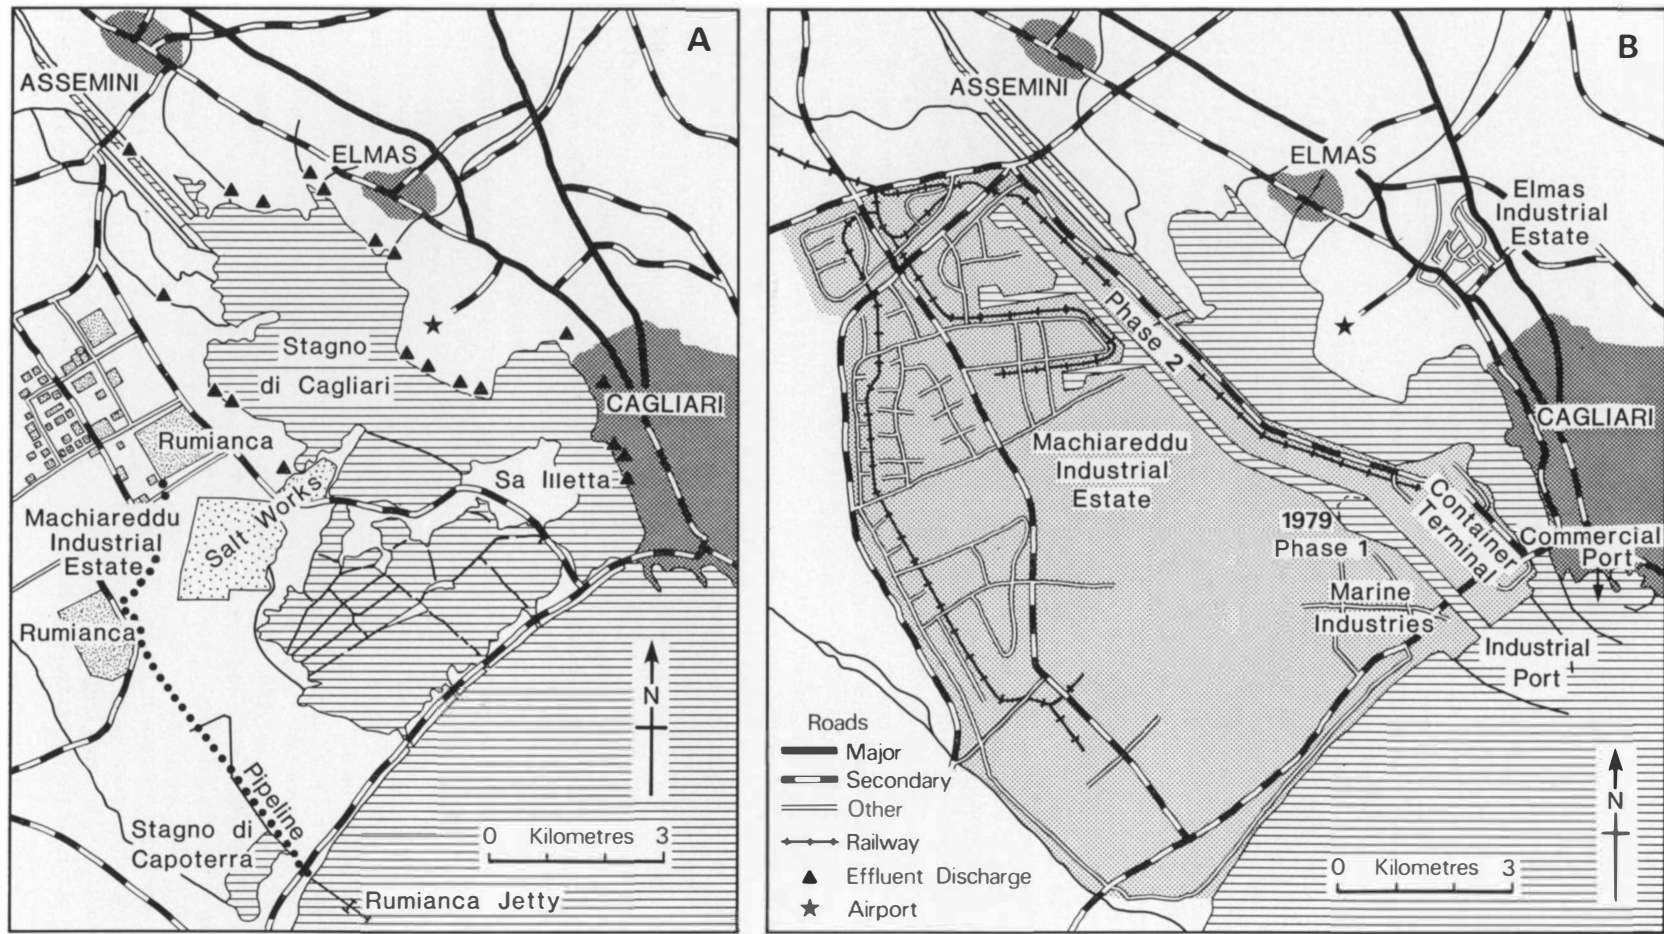 A
ASSEMINI
ELMAS
Stagno
di Cagliari
CAGLIARI
Rumianca
Sa Illetta
Salt Works
Machiareddu
Industrial
Estate
Rumianca
N
Pipeline
Stagno di
Capoterra
0 Kilometres 3
Rumianca Jetty
B
ASSEMINI
ELMAS
Elmas
Industrial
Estate
Phase 2
CAGLIARI
Machiareddu
Industrial
Estate
Container
Terminal
1979
Phase 1
Commercial
Port
Marine
Industries
Industrial
Port
Roads
Major
Secondary
Other
Railway
Effluent Discharge
Airport
N
0 Kilometres 3